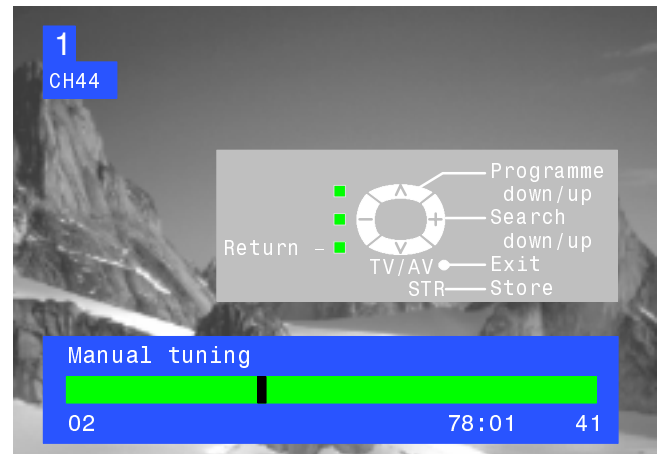 1
CH44
Programme
down/up
Search
down/up
Return –
TV/AV Exit
STR Store
Manual tuning
02 78:01 41